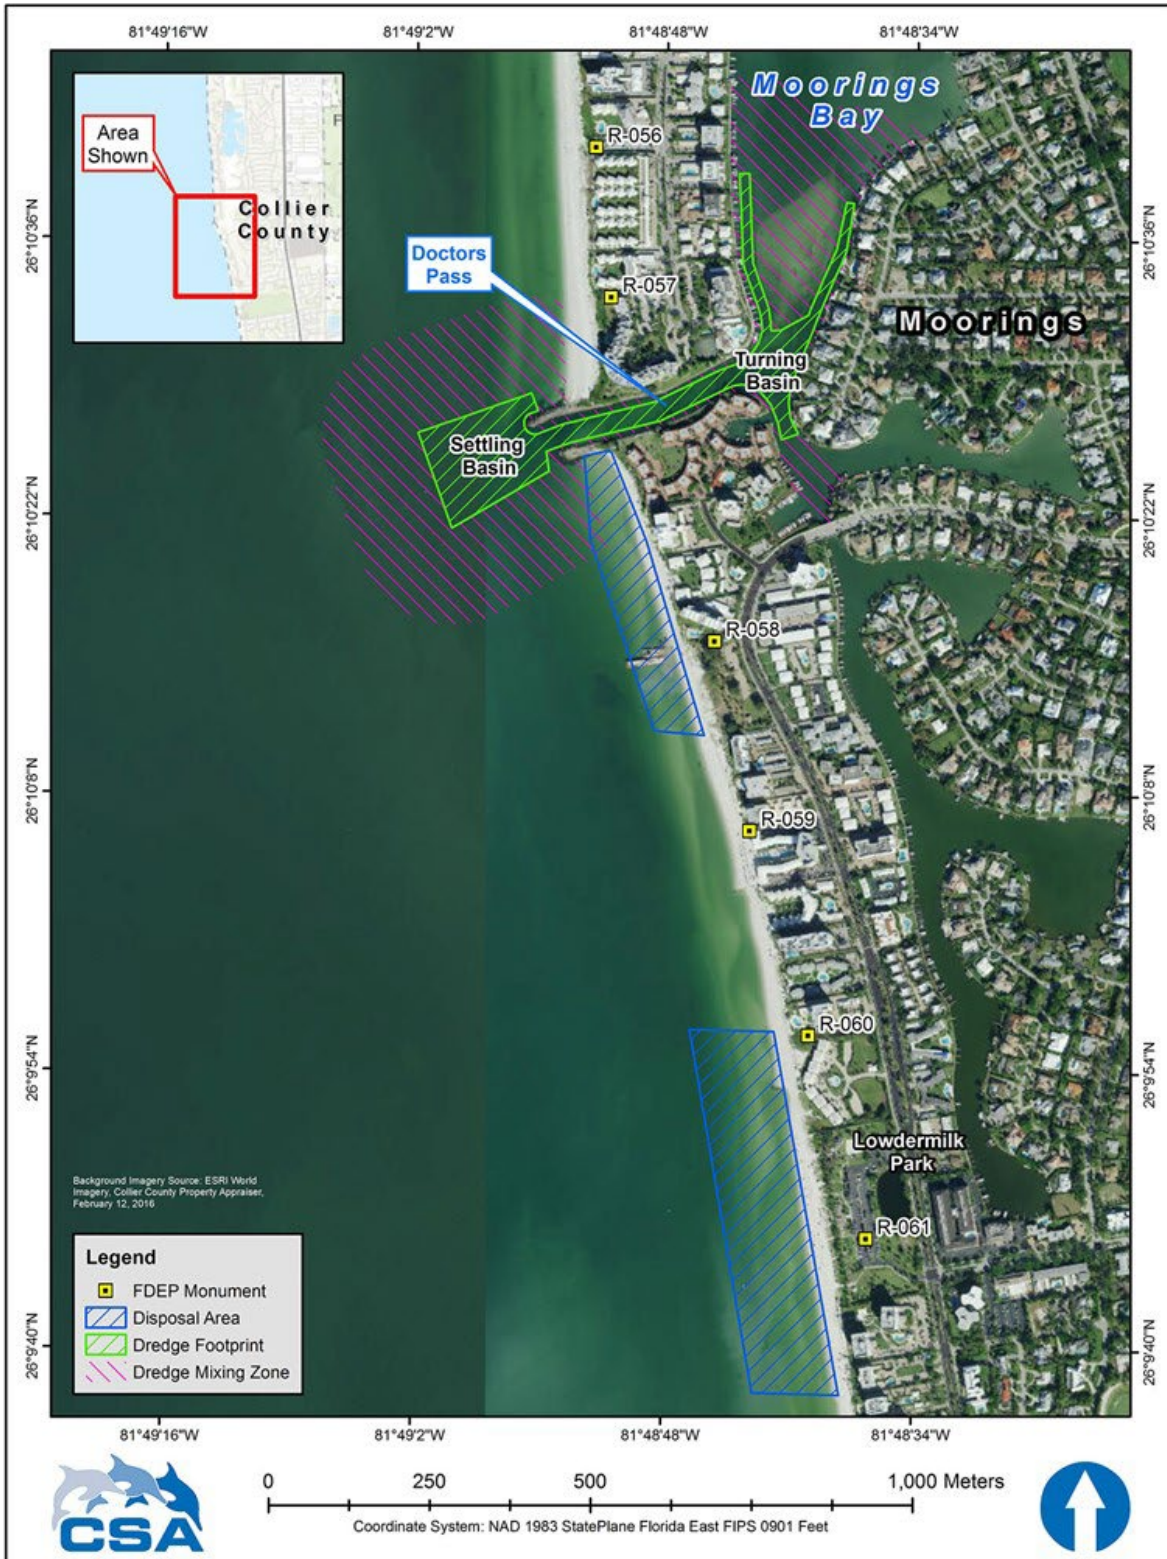 81°49'16"W
81°49'2"W
81°48'48"W
81°48'34"W
Moorings
Bay
Area
Shown
Collier
County
F
R-056
26°10'36"N
26°10'36"N
Doctors
Pass
R-057
Moorings
Turning
Basin
Settling
Basin
26°10'22"N
26°10'22"N
R-058
26°10'8"N
26°10'8"N
R-059
R-060
26°9'54"N
26°9'54"N
Lowdermilk
Park
Background Imagery Source: ESRI World
Imagery, Collier County Property Appraiser,
February 12, 2016
R-061
Legend
FDEP Monument
Disposal Area
Dredge Footprint
Dredge Mixing Zone
26°9'40"N
26°9'40"N
81°49'16"W
81°49'2"W
81°48'48"W
81°48'34"W
CSA
0
250
500
1,000 Meters
Coordinate System: NAD 1983 StatePlane Florida East FIPS 0901 Feet